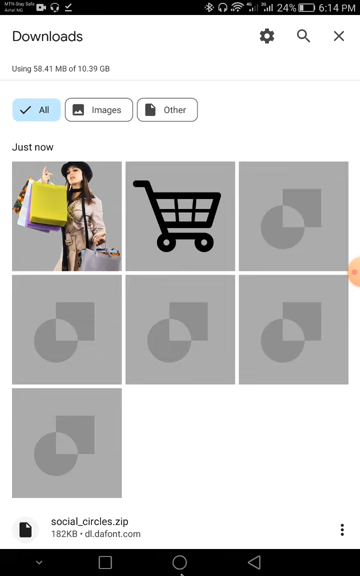 MTN-Stay Safe
Airtel MG
24%
6:14 PM
Downloads
Using 58.41 MB of 10.39 GB
All
Images
Other
Just now
social_circles.zip
182KB • dl.dafont.com